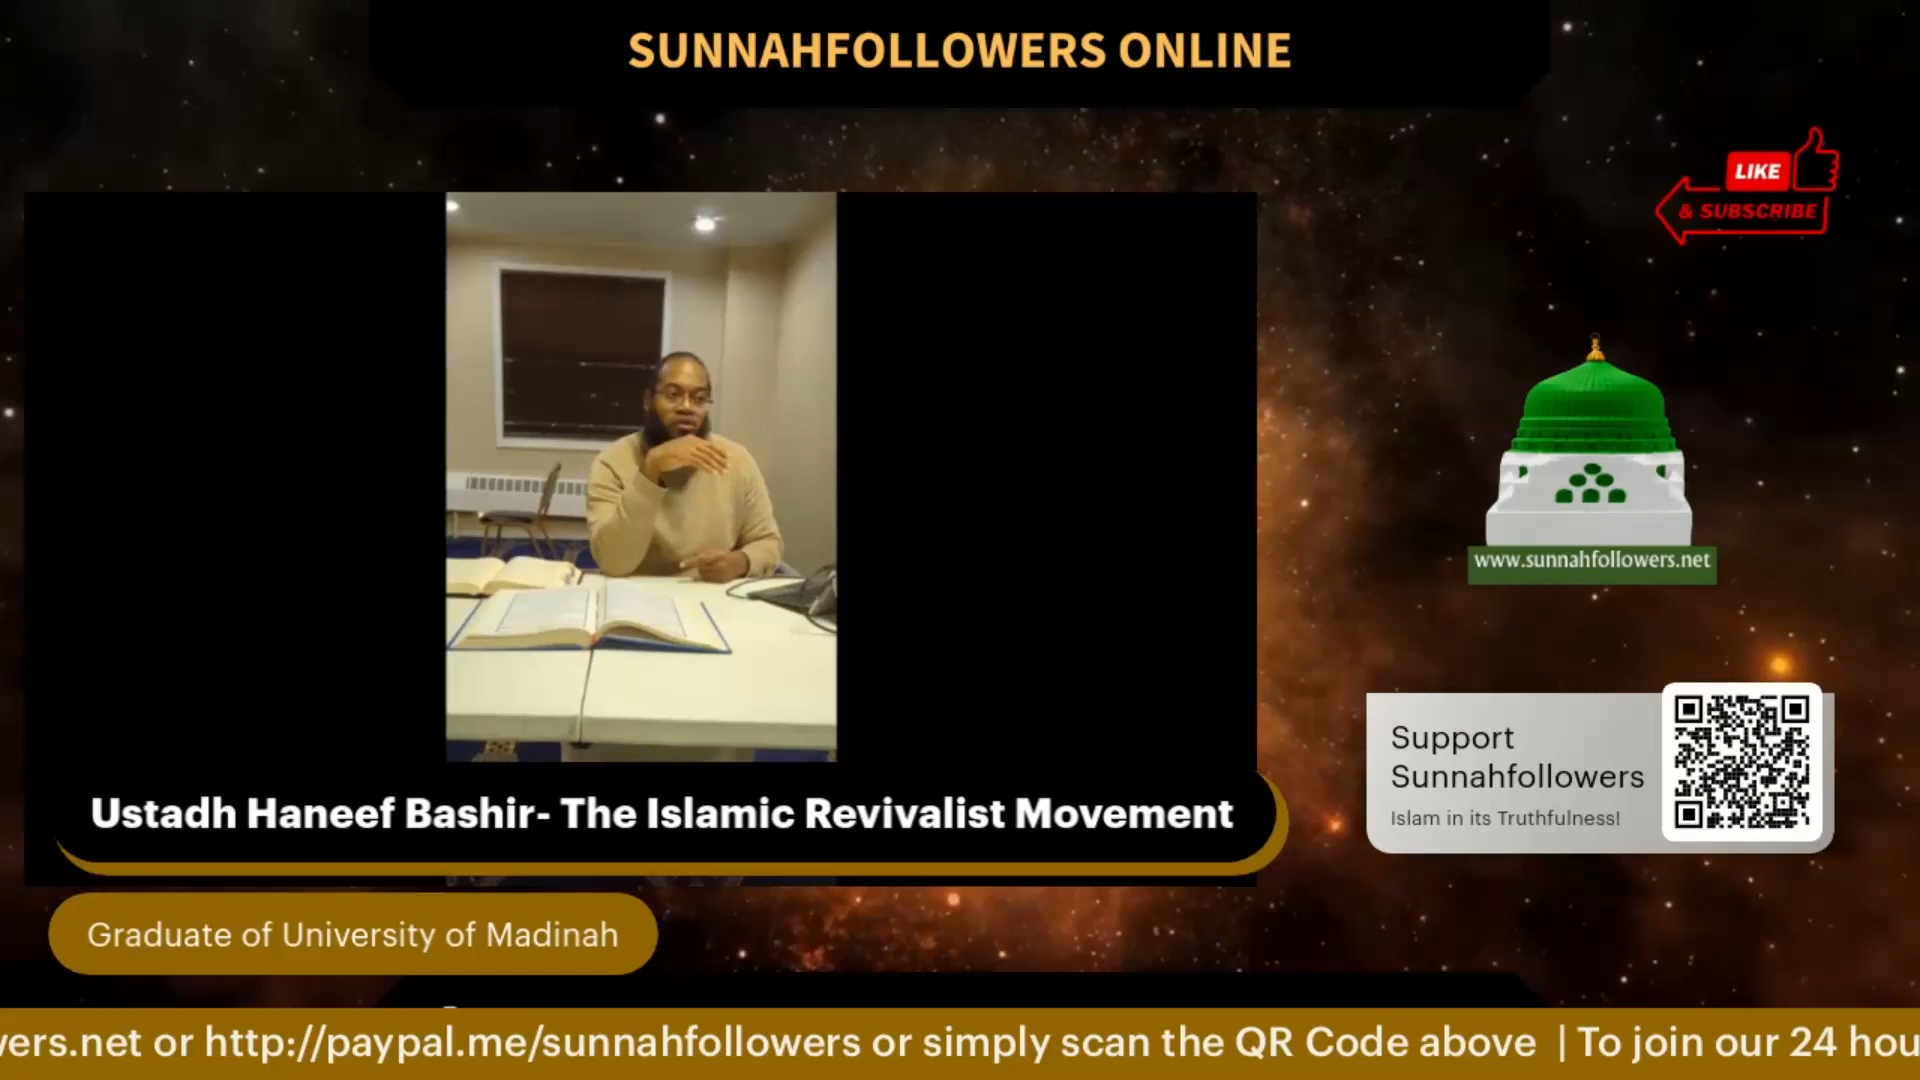 SUNNAHFOLLOWERS ONLINE
LIKE
& SUBSCRIBE
www.sunnahfollowers.net
Support
Sunnahfollowers
Islam in its Truthfulness!
Ustadh Haneef Bashir- The Islamic Revivalist Movement
Graduate of University of Madinah
vers.net or http://paypal.me/sunnahfollowers or simply scan the QR Code above | To join our 24 hou